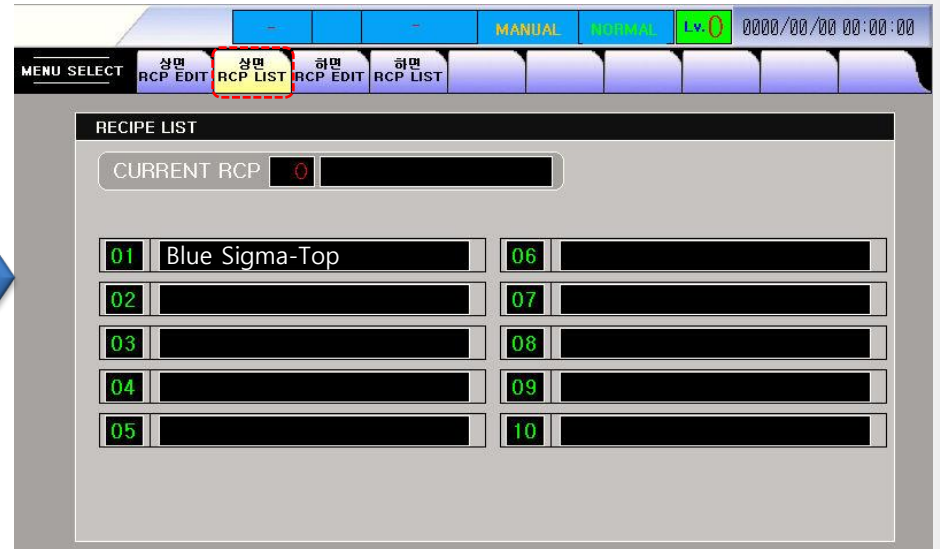 - - MANUAL NORMAL Lv. 0 0000/00/00 00:00:00
MENU SELECT
상면
RCP EDIT
상면
RCP LIST
하면
RCP EDIT
하면
RCP LIST
RECIPE LIST
CURRENT RCP 0
01 Blue Sigma-Top
02
03
04
05
06
07
08
09
10